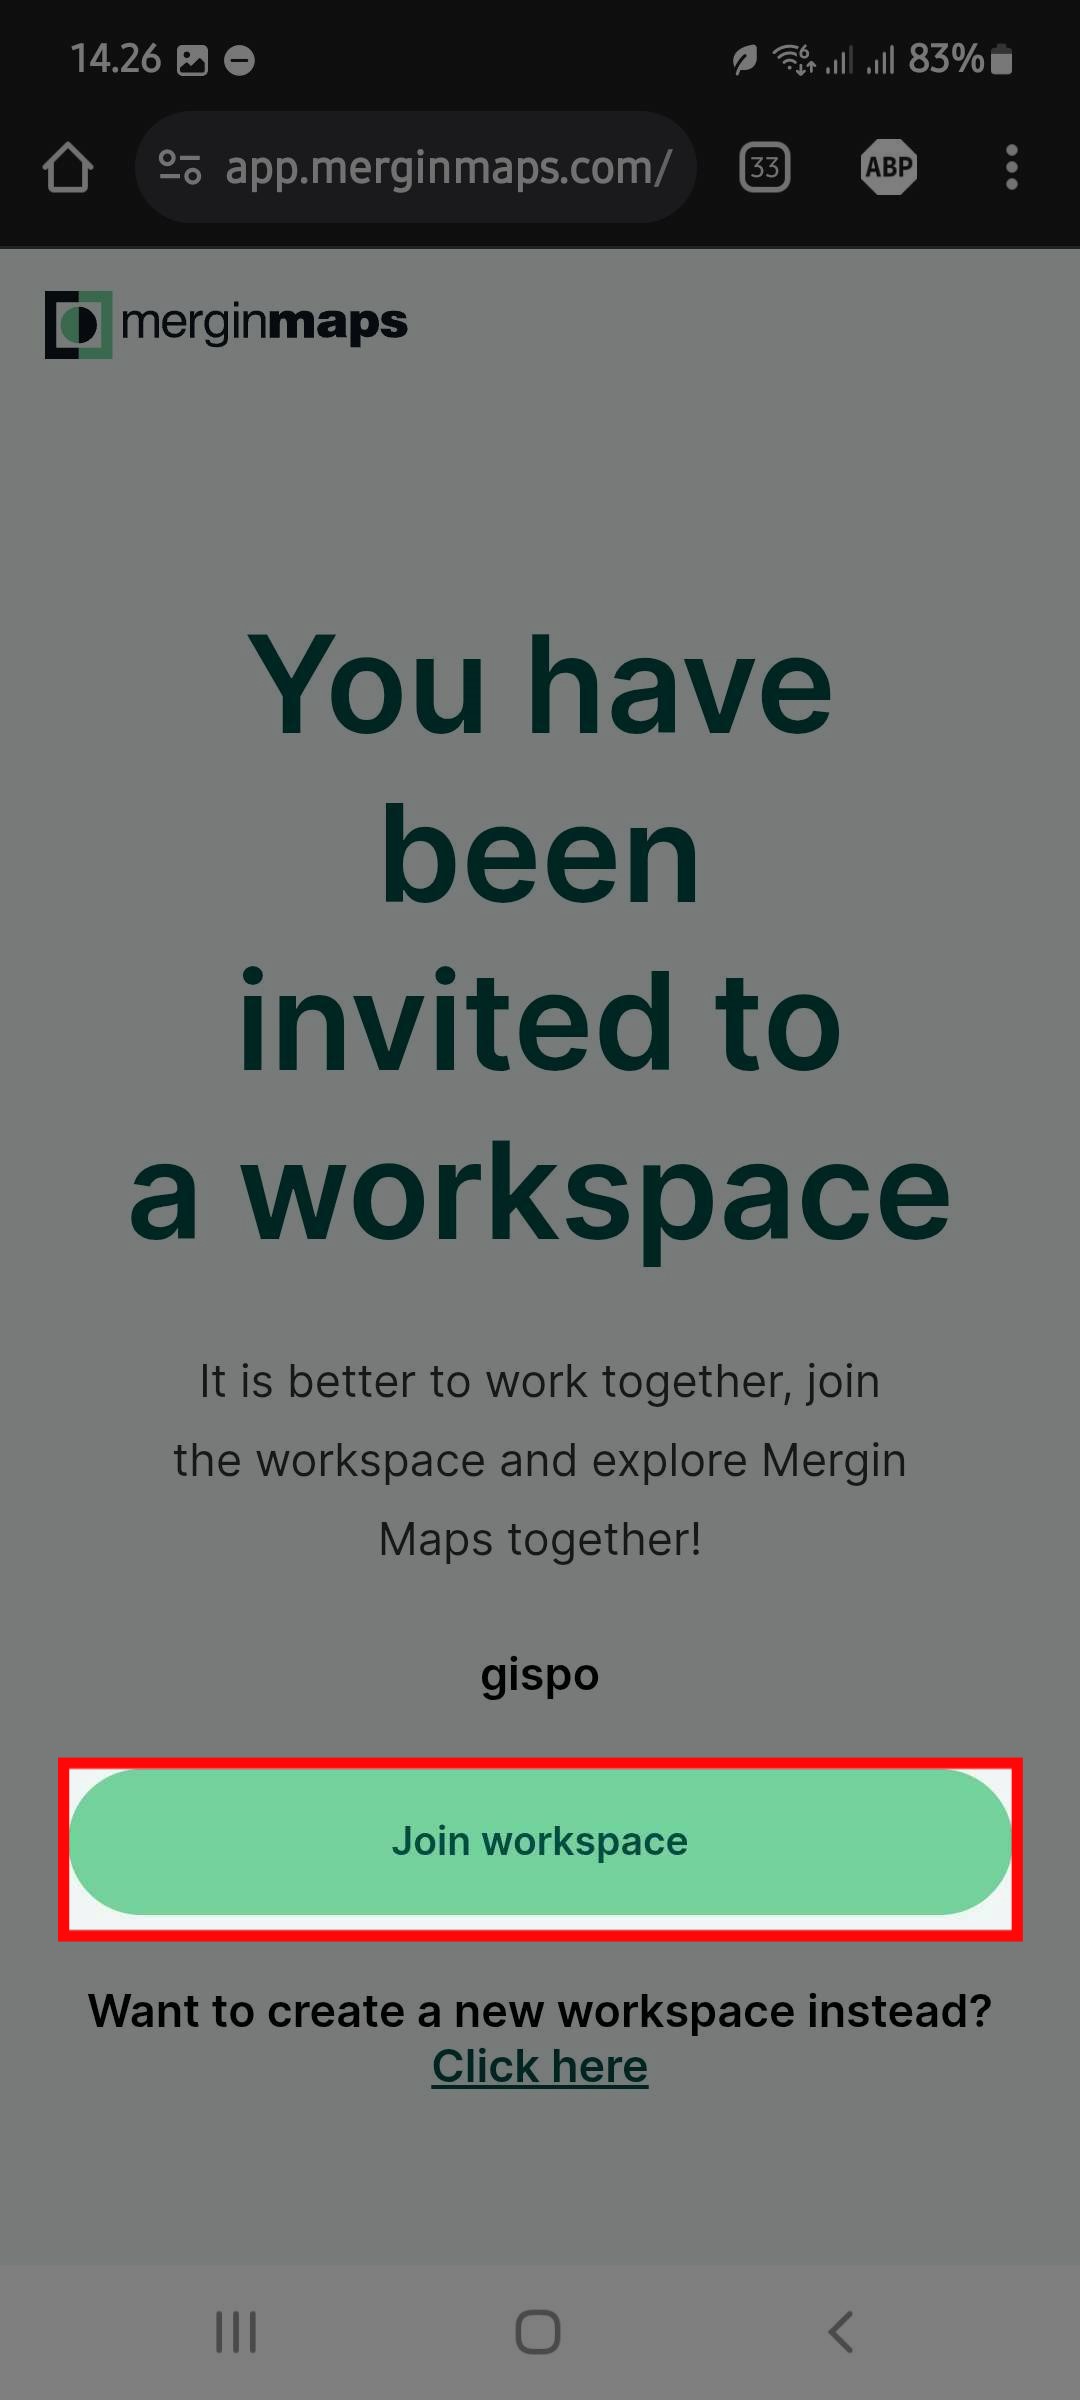 14.26 83%
app.merginmaps.com/ 33 ABP
merginmaps
You have
been
invited to
a workspace
It is better to work together, join
the workspace and explore Mergin
Maps together!
gispo
Join workspace
Want to create a new workspace instead?
Click here